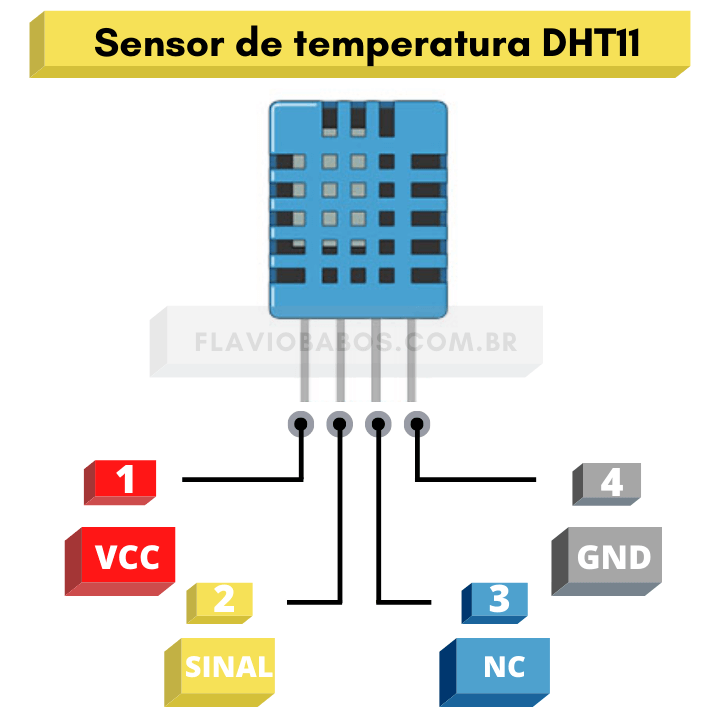 Sensor de temperatura DHT11
FLAVIOBABOS.COM.BR
1
VCC
2
SINAL
3
NC
4
GND